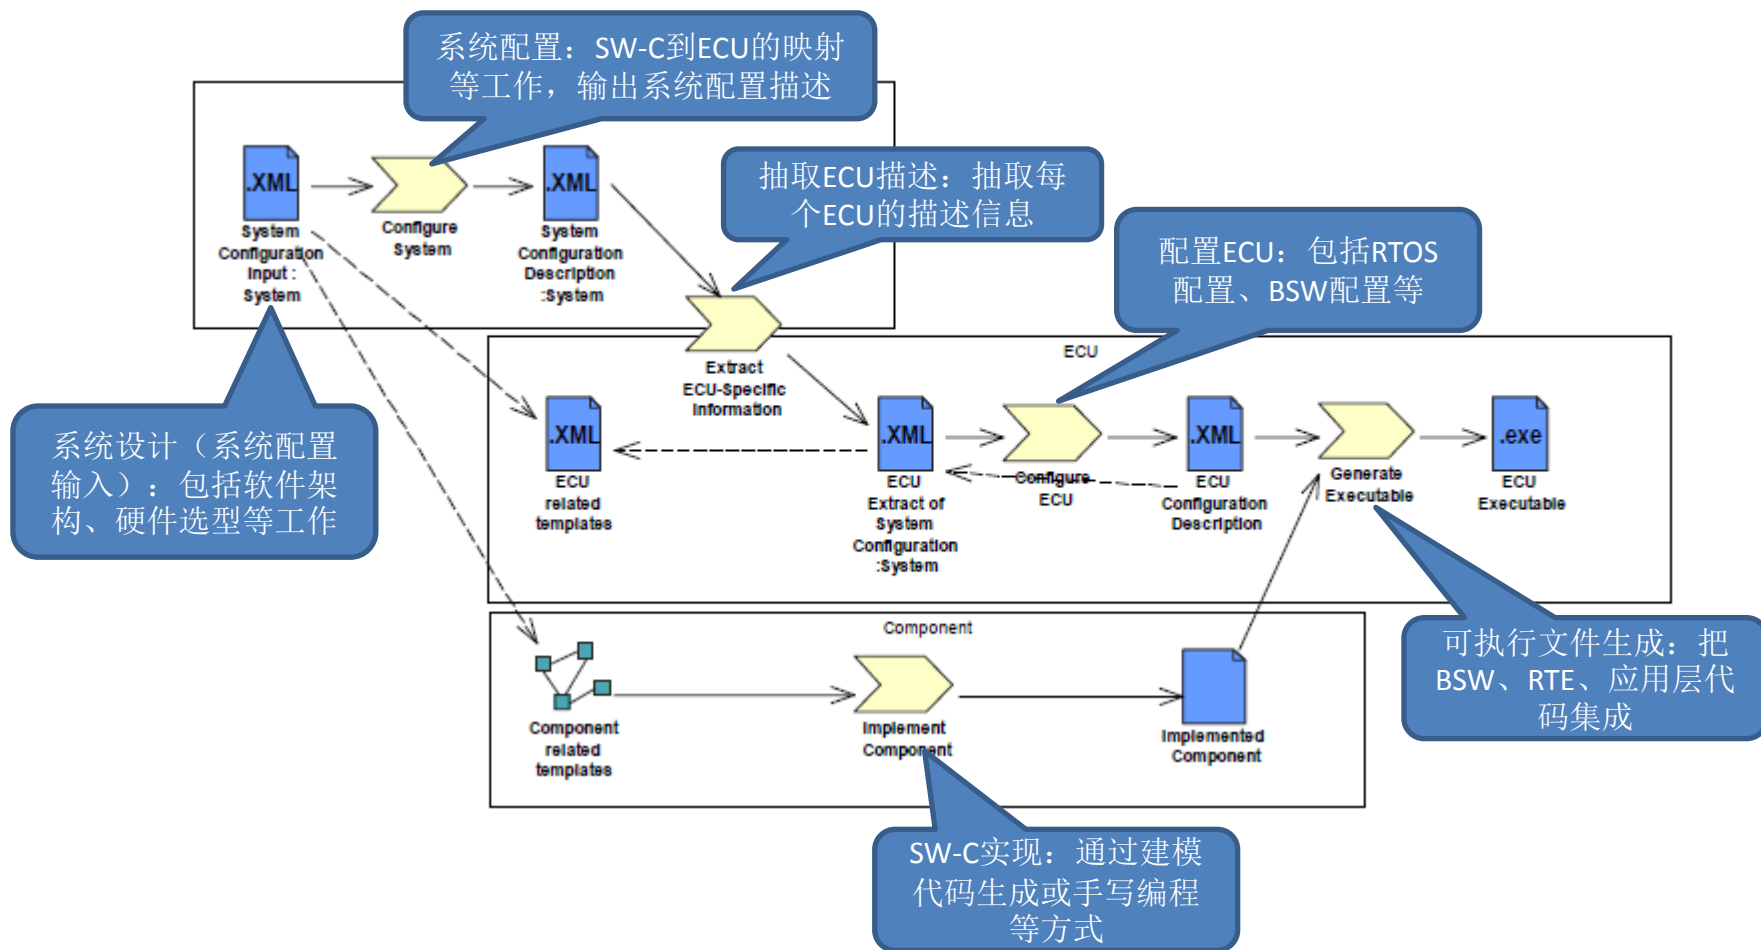 系统配置：SW-C到ECU的映射
等工作，输出系统配置描述
.XML
System
Configuration
Input :
System
Configure
System
.XML
System
Configuration
Description
:System
抽取ECU描述：抽取每
个ECU的描述信息
配置ECU：包括RTOS
配置、BSW配置等
Extract
ECU-Specific
Information
系统设计（系统配置
输入）：包括软件架
构、硬件选型等工作
ECU
.XML
ECU
related
templates
.XML
ECU
Extract of
System
Configuration
:System
Configure
ECU
.XML
ECU
Configuration
Description
Generate
Executable
.exe
ECU
Executable
Component
Component
related
templates
Implement
Component
Implemented
Component
可执行文件生成：把
BSW、RTE、应用层代
码集成
SW-C实现：通过建模
代码生成或手写编程
等方式